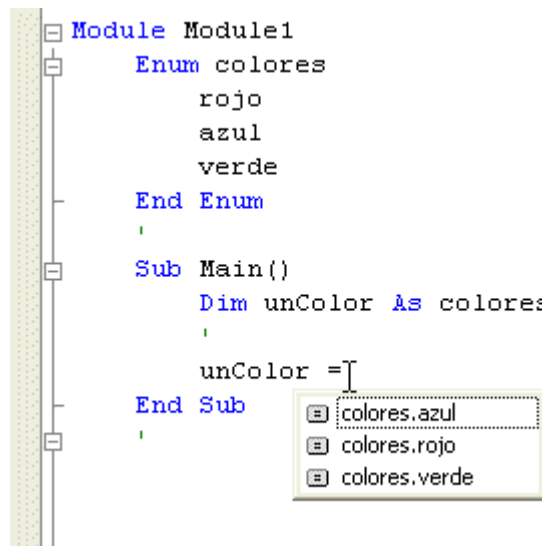 Module Module1
Enum colores
rojo
azul
verde
End Enum
'
Sub Main()
Dim unColor As colores
'
unColor =
End Sub
'
colores.azul
colores.rojo
colores.verde